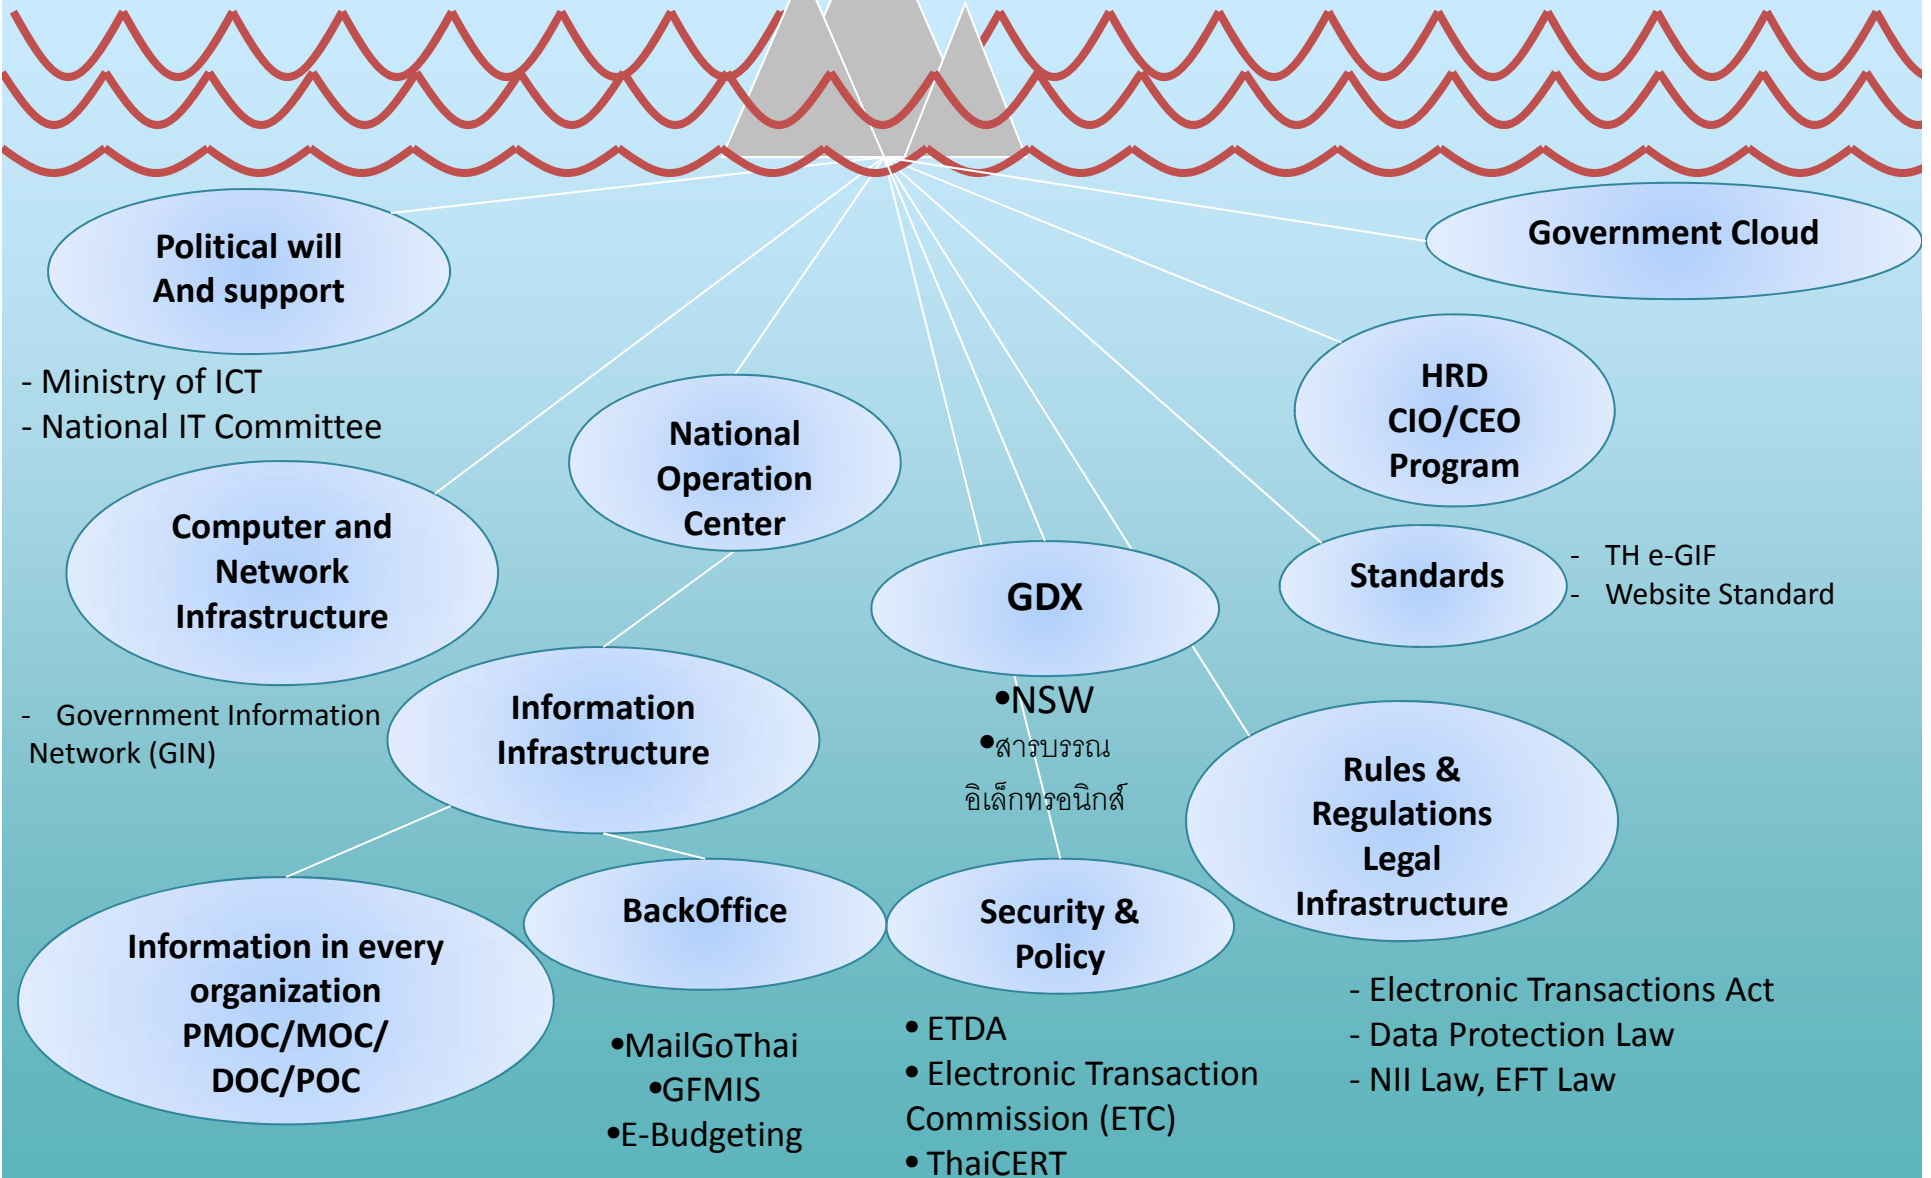 Political will
And support
- Ministry of ICT
- National IT Committee
Government Cloud
HRD
CIO/CEO
Program
National
Operation
Center
Computer and
Network
Infrastructure
- Government Information
Network (GIN)
GDX
•NSW
•สารบรรณ
อิเล็กทรอนิกส์
Standards
- TH e-GIF
- Website Standard
Information
Infrastructure
Rules &
Regulations
Legal
Infrastructure
- Electronic Transactions Act
- Data Protection Law
- NII Law, EFT Law
Information in every
organization
PMOC/MOC/
DOC/POC
BackOffice
•MailGoThai
•GFMIS
•E-Budgeting
Security &
Policy
• ETDA
• Electronic Transaction
Commission (ETC)
• ThaiCERT